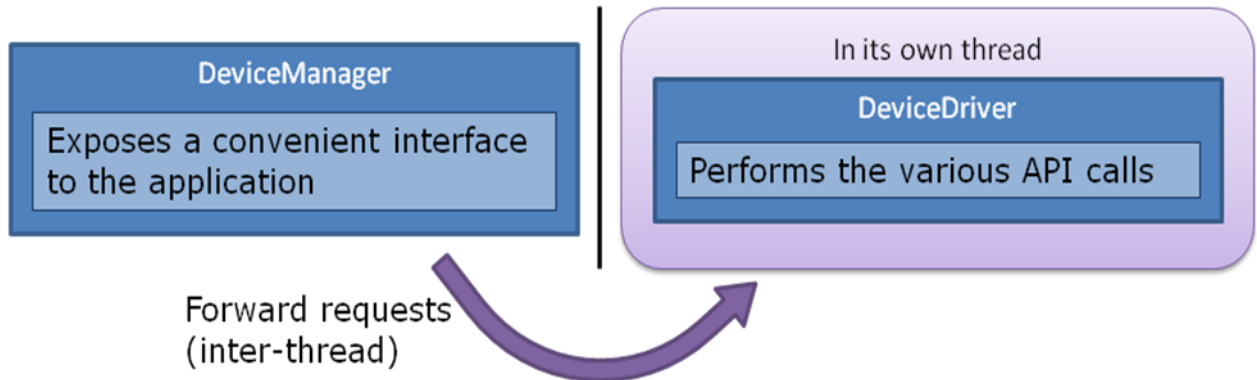 DeviceManager
Exposes a convenient interface
to the application
In its own thread
DeviceDriver
Performs the various API calls
Forward requests
(inter-thread)